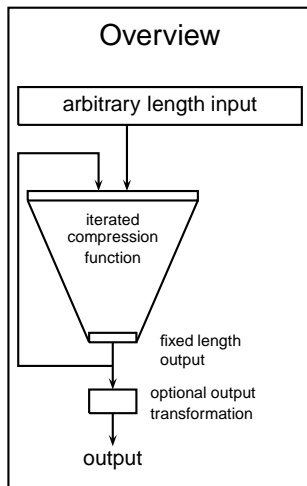 Overview
arbitrary length input
iterated
compression
function
fixed length
output
optional output
transformation
output